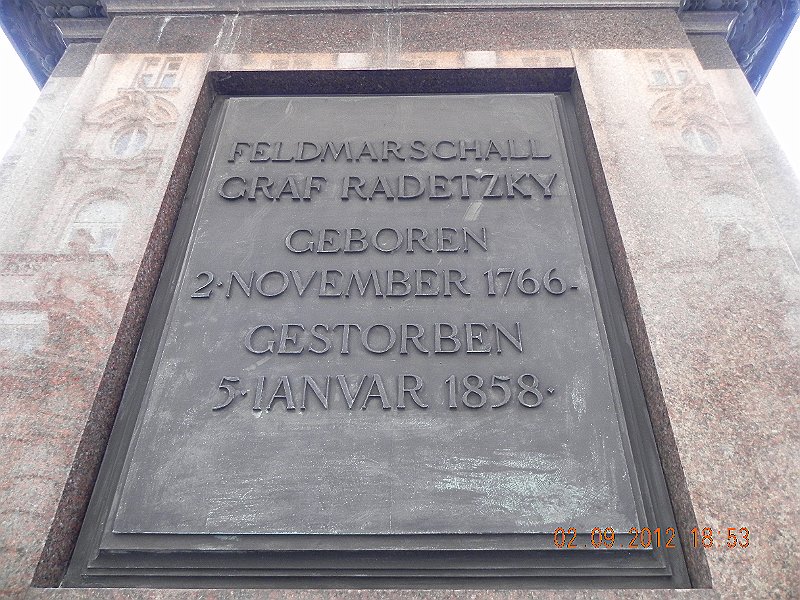 FELDMARSCHALL
GRAF RADETZKY
GEBOREN
2·NOVEMBER 1766·
GESTORBEN
5·IANVAR 1858·
02.09.2012 18:53